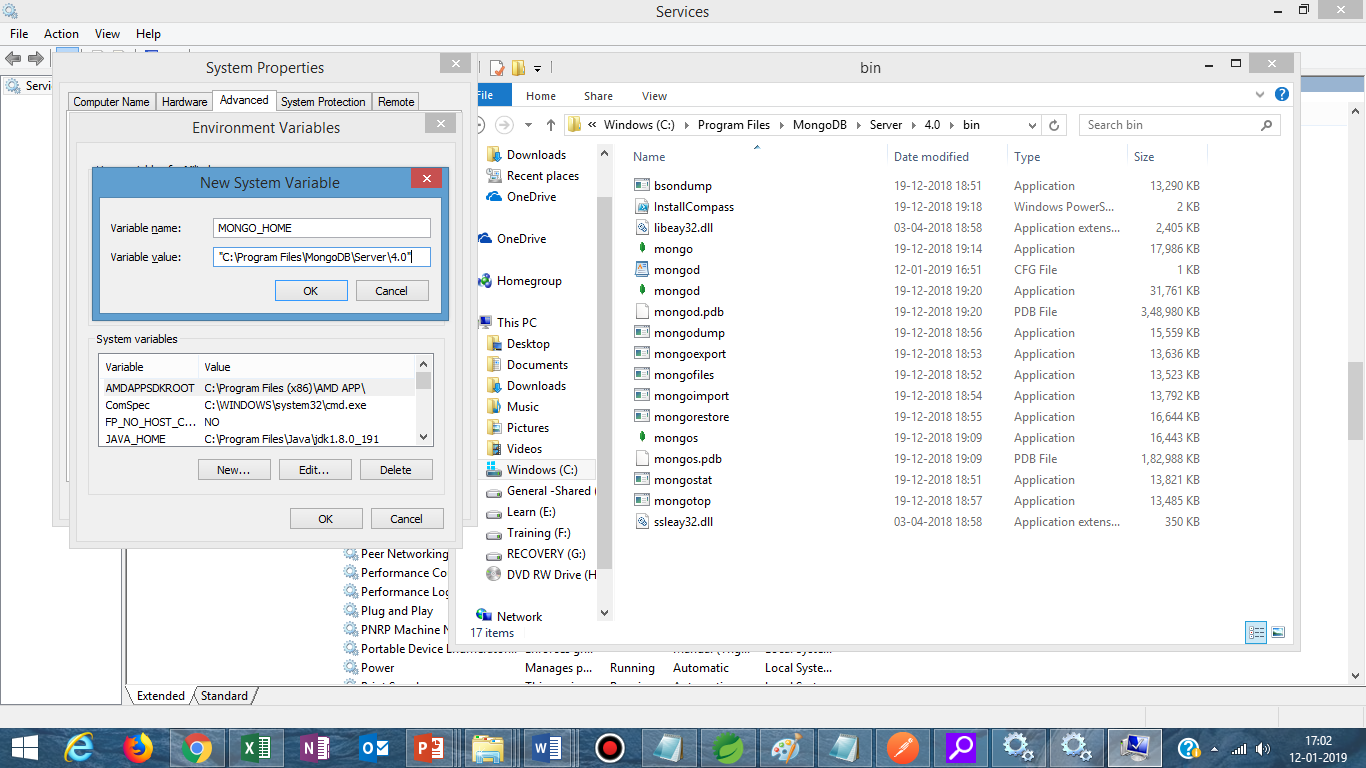 Services
File Action View Help
Servi
System Properties
Computer Name Hardware Advanced System Protection Remote
Environment Variables
New System Variable
Variable name: MONGO_HOME
Variable value: "C:\Program Files\MongoDB\Server\4.0"
OK Cancel
System variables
Variable Value
AMDAPPSDKROOT C:\Program Files (x86)\AMD APP\
ComSpec C:\WINDOWS\system32\cmd.exe
FP_NO_HOST_C... NO
JAVA_HOME C:\Program Files\Java\jdk1.8.0_191
New... Edit... Delete
OK Cancel
bin
File Home Share View
« Windows (C:) Program Files MongoDB Server 4.0 bin
Search bin
Downloads
Recent places
OneDrive
OneDrive
Homegroup
This PC
Desktop
Documents
Downloads
Music
Pictures
Videos
Windows (C:)
General -Shared (
Learn (E:)
Training (F:)
RECOVERY (G:)
DVD RW Drive (H
Network
17 items
Name Date modified Type Size
bsondump 19-12-2018 18:51 Application 13,290 KB
InstallCompass 19-12-2018 19:18 Windows PowerS... 2 KB
libeay32.dll 03-04-2018 18:58 Application extens... 2,405 KB
mongo 19-12-2018 19:14 Application 17,986 KB
mongod 12-01-2019 16:51 CFG File 1 KB
mongod 19-12-2018 19:20 Application 31,761 KB
mongod.pdb 19-12-2018 19:20 PDB File 3,48,980 KB
mongodump 19-12-2018 18:56 Application 15,559 KB
mongoexport 19-12-2018 18:53 Application 13,636 KB
mongofiles 19-12-2018 18:52 Application 13,523 KB
mongoimport 19-12-2018 18:54 Application 13,792 KB
mongorestore 19-12-2018 18:55 Application 16,644 KB
mongos 19-12-2018 19:09 Application 16,443 KB
mongos.pdb 19-12-2018 19:09 PDB File 1,82,988 KB
mongostat 19-12-2018 18:51 Application 13,821 KB
mongotop 19-12-2018 18:57 Application 13,485 KB
ssleay32.dll 03-04-2018 18:58 Application extens... 350 KB
Peer Networking
Performance Co
Performance Log
Plug and Play
PNRP Machine N
Portable Device Enumerator...
Power Manages p... Running Automatic Local Syste...
Extended Standard
17:02
12-01-2019